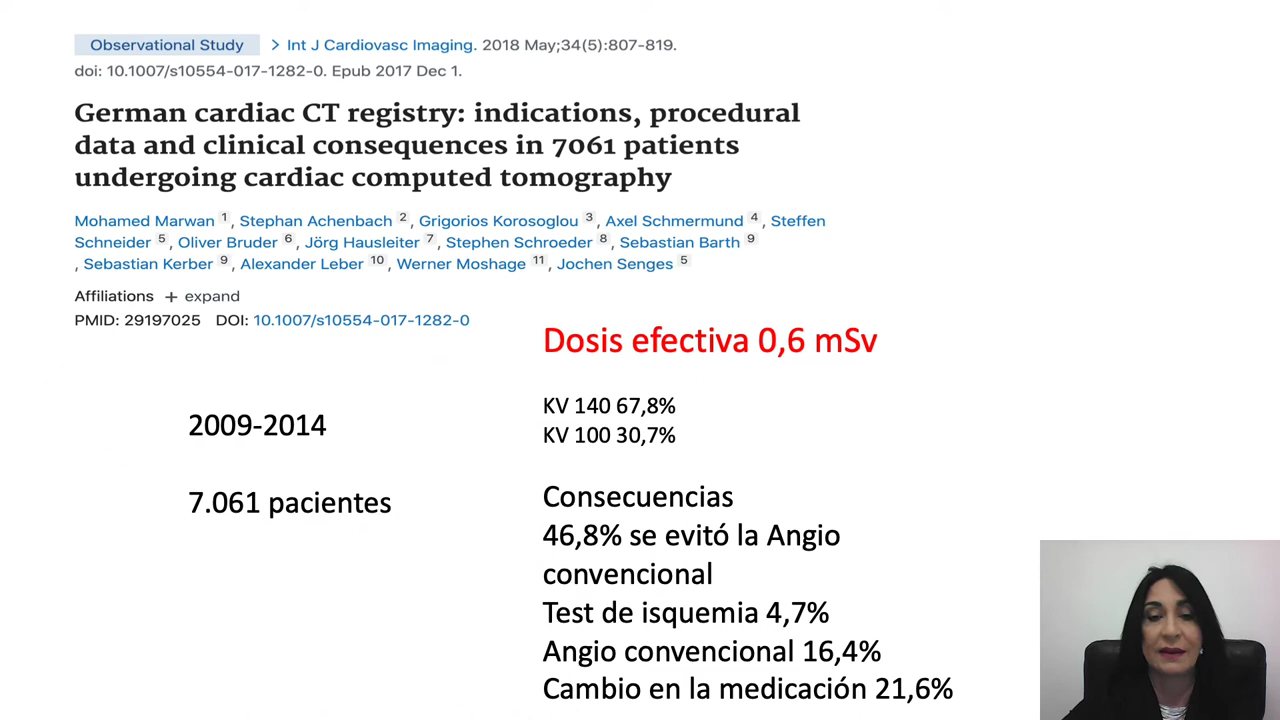 Observational Study > Int J Cardiovasc Imaging. 2018 May;34(5):807-819.
doi: 10.1007/s10554-017-1282-0. Epub 2017 Dec 1.
German cardiac CT registry: indications, procedural
data and clinical consequences in 7061 patients
undergoing cardiac computed tomography
Mohamed Marwan 1, Stephan Achenbach 2, Grigorios Korosoglou 3, Axel Schmermund 4, Steffen
Schneider 5, Oliver Bruder 6, Jörg Hausleiter 7, Stephen Schroeder 8, Sebastian Barth 9
, Sebastian Kerber 9, Alexander Leber 10, Werner Moshage 11, Jochen Senges 5
Affiliations + expand
PMID: 29197025 DOI: 10.1007/s10554-017-1282-0
Dosis efectiva 0,6 mSv
KV 140 67,8%
KV 100 30,7%
2009-2014
7.061 pacientes
Consecuencias
46,8% se evitó la Angio
convencional
Test de isquemia 4,7%
Angio convencional 16,4%
Cambio en la medicación 21,6%